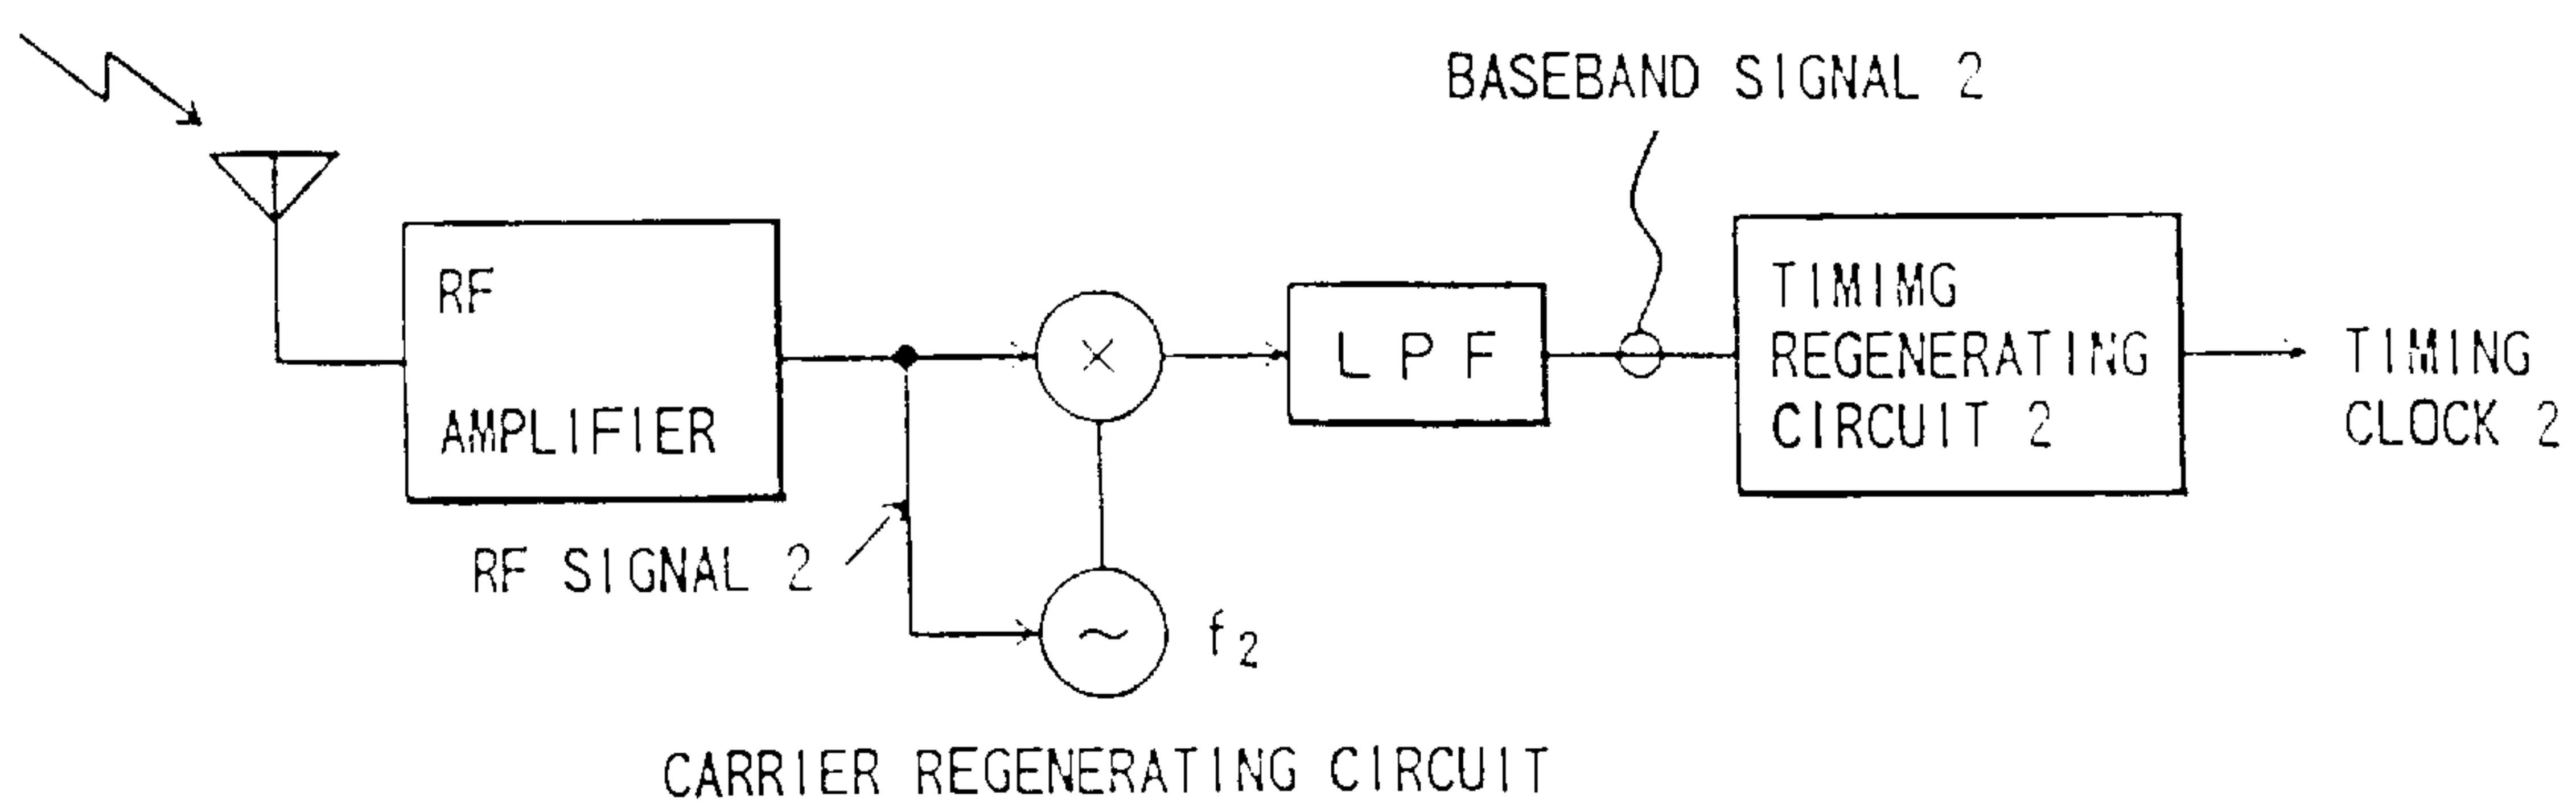 BASEBAND SIGNAL 2
RF
AMPLIFIER
RF SIGNAL 2
×
~
f2
LPF
TIMIMG
REGENERATING
CIRCUIT 2
TIMING
CLOCK 2
CARRIER REGENERATING CIRCUIT